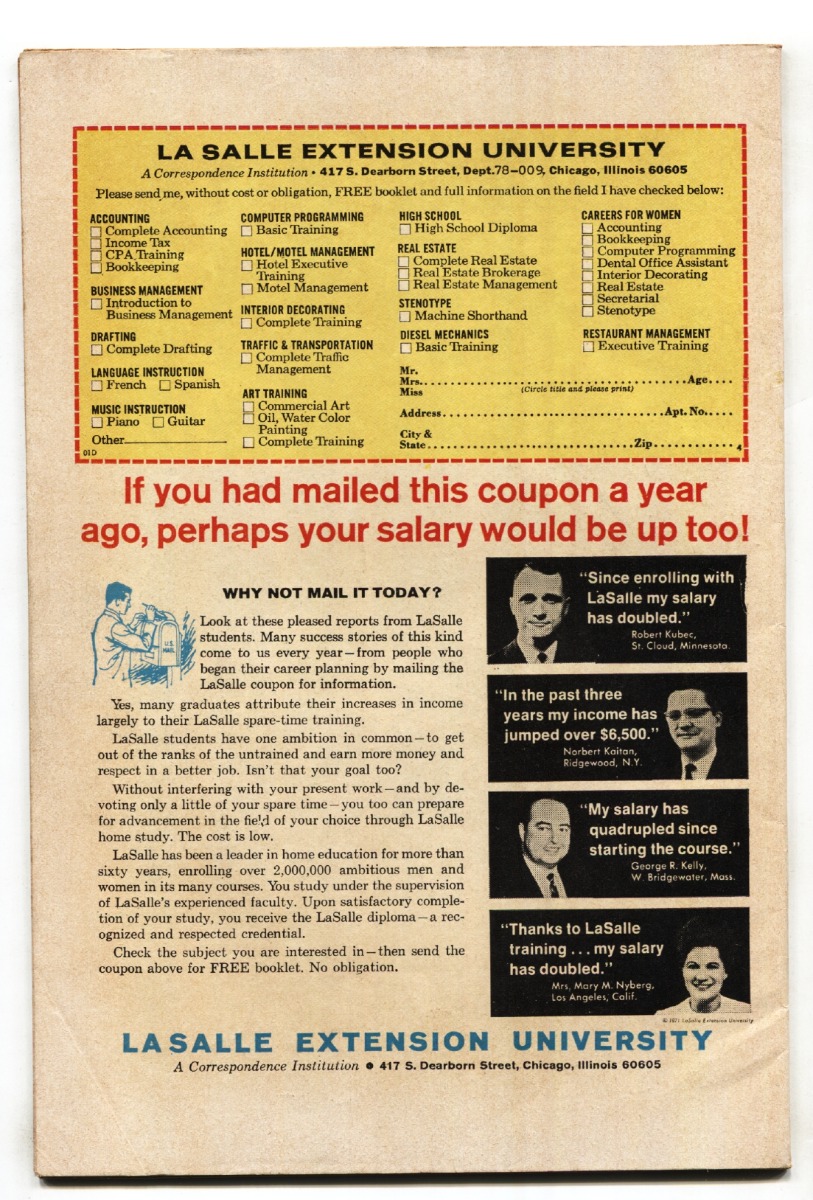 LA SALLE EXTENSION UNIVERSITY
A Correspondence Institution • 417 S. Dearborn Street, Dept.78-009, Chicago, Illinois 60605
Please send me, without cost or obligation, FREE booklet and full information on the field I have checked below:
ACCOUNTING
Complete Accounting
Income Tax
CPA Training
Bookkeeping
BUSINESS MANAGEMENT
Introduction to
Business Management
DRAFTING
Complete Drafting
LANGUAGE INSTRUCTION
French Spanish
MUSIC INSTRUCTION
Piano Guitar
Other
01D
COMPUTER PROGRAMMING
Basic Training
HOTEL/MOTEL MANAGEMENT
Hotel Executive
Training
Motel Management
INTERIOR DECORATING
Complete Training
TRAFFIC & TRANSPORTATION
Complete Traffic
Management
ART TRAINING
Commercial Art
Oil, Water Color
Painting
Complete Training
HIGH SCHOOL
High School Diploma
REAL ESTATE
Complete Real Estate
Real Estate Brokerage
Real Estate Management
STENOTYPE
Machine Shorthand
DIESEL MECHANICS
Basic Training
CAREERS FOR WOMEN
Accounting
Bookkeeping
Computer Programming
Dental Office Assistant
Interior Decorating
Real Estate
Secretarial
Stenotype
RESTAURANT MANAGEMENT
Executive Training
Mr.
Mrs. Age
Miss (Circle title and please print)
Address Apt. No.
City &
State Zip 4
If you had mailed this coupon a year
ago, perhaps your salary would be up too!
WHY NOT MAIL IT TODAY?
U.S.
MAIL
Look at these pleased reports from LaSalle
students. Many success stories of this kind
come to us every year—from people who
began their career planning by mailing the
LaSalle coupon for information.
Yes, many graduates attribute their increases in income
largely to their LaSalle spare-time training.
LaSalle students have one ambition in common—to get
out of the ranks of the untrained and earn more money and
respect in a better job. Isn't that your goal too?
Without interfering with your present work—and by de-
voting only a little of your spare time—you too can prepare
for advancement in the field of your choice through LaSalle
home study. The cost is low.
LaSalle has been a leader in home education for more than
sixty years, enrolling over 2,000,000 ambitious men and
women in its many courses. You study under the supervision
of LaSalle's experienced faculty. Upon satisfactory comple-
tion of your study, you receive the LaSalle diploma—a rec-
ognized and respected credential.
Check the subject you are interested in—then send the
coupon above for FREE booklet. No obligation.
"Since enrolling with
LaSalle my salary
has doubled."
Robert Kubec,
St. Cloud, Minnesota.
"In the past three
years my income has
jumped over $6,500."
Norbert Kaitan,
Ridgewood, N.Y.
"My salary has
quadrupled since
starting the course."
George R. Kelly,
W. Bridgewater, Mass.
"Thanks to LaSalle
training . . . my salary
has doubled."
Mrs, Mary M. Nyberg,
Los Angeles, Calif.
© 1971 LaSalle Extension University
LA SALLE EXTENSION UNIVERSITY
A Correspondence Institution • 417 S. Dearborn Street, Chicago, Illinois 60605